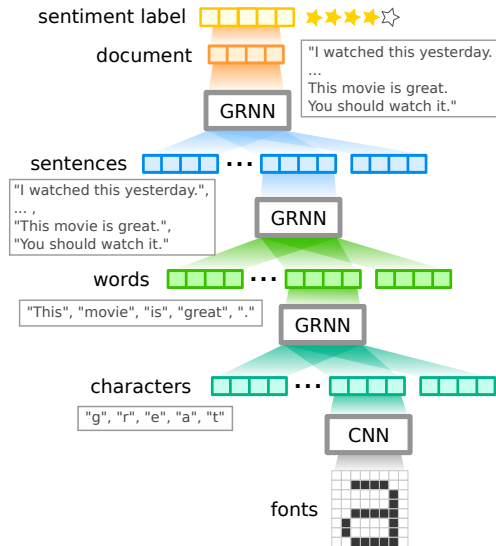 sentiment label
document
"I watched this yesterday.
...
This movie is great.
You should watch it."
GRNN
...
sentences
"I watched this yesterday.",
... ,
"This movie is great.",
"You should watch it."
GRNN
...
words
"This", "movie", "is", "great", "."
GRNN
...
characters
"g", "r", "e", "a", "t"
CNN
fonts
a